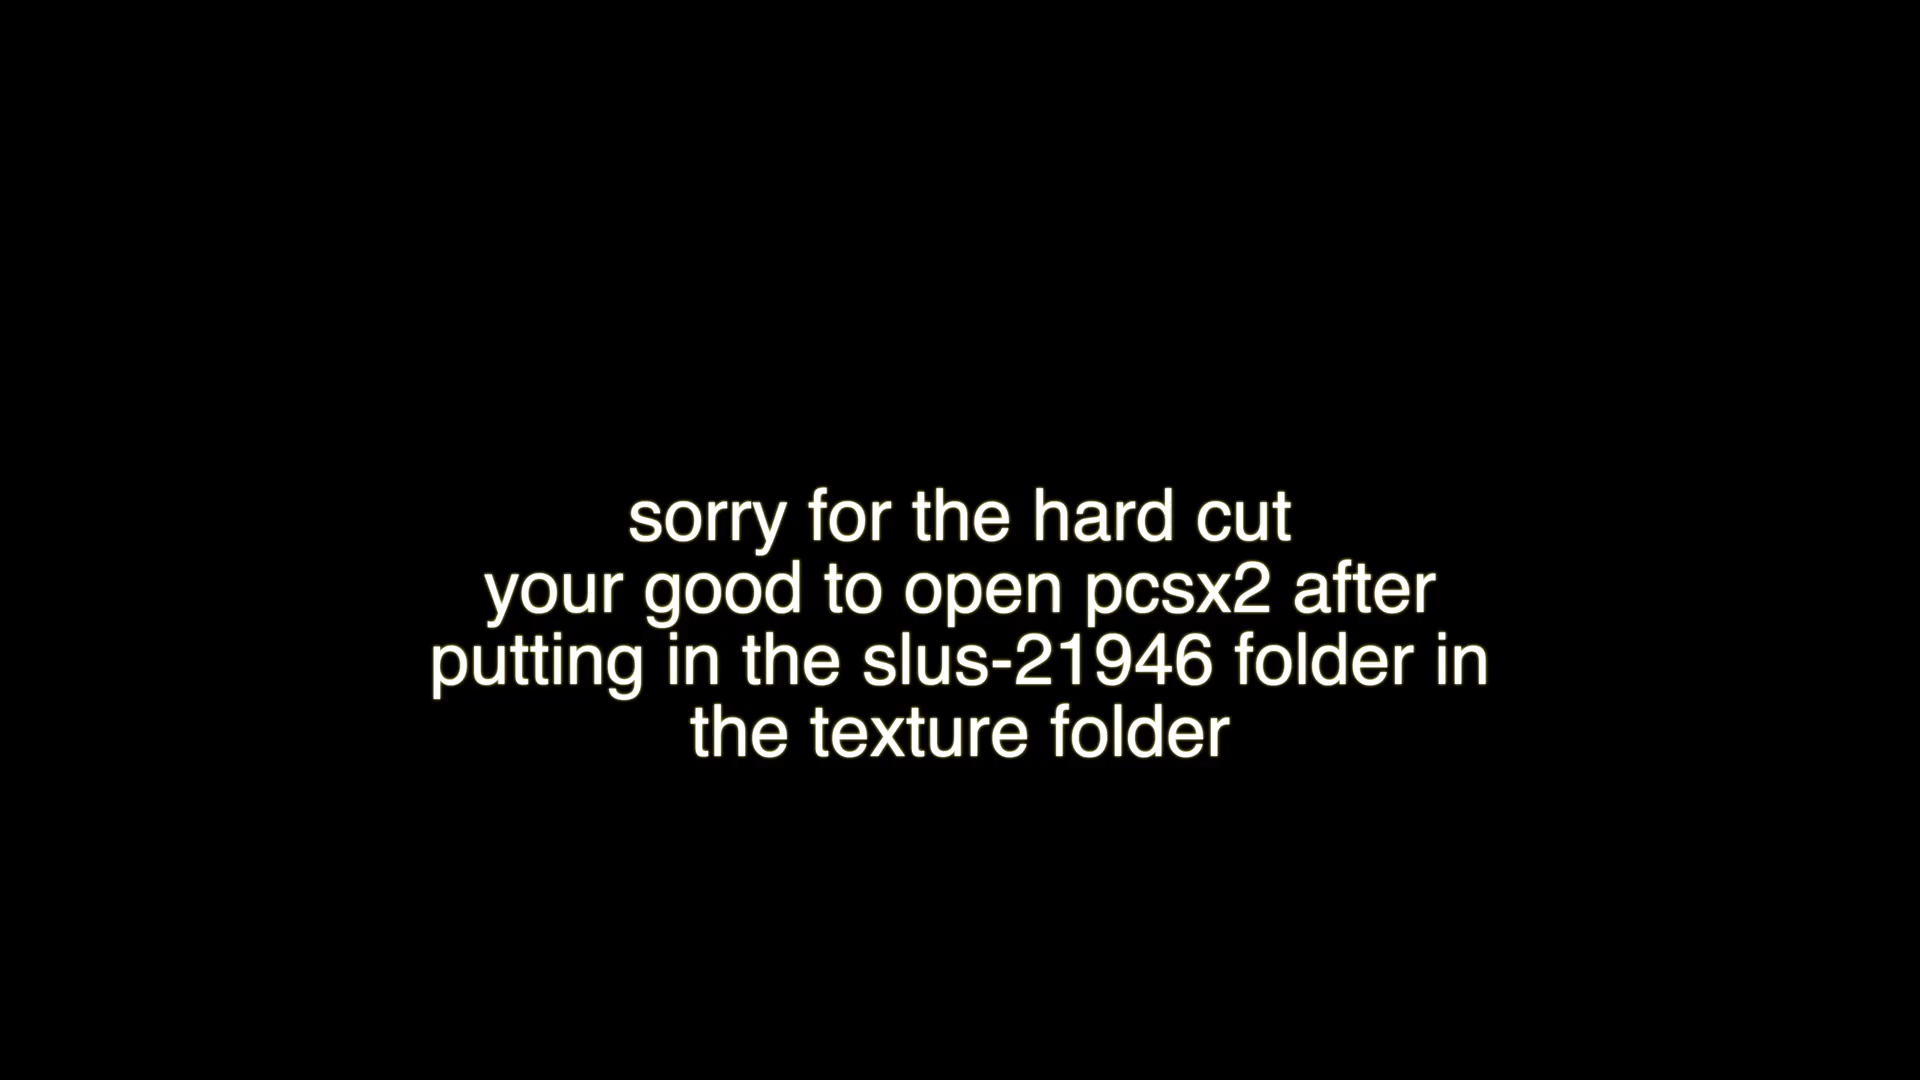 sorry for the hard cut
your good to open pcsx2 after
putting in the slus-21946 folder in
the texture folder